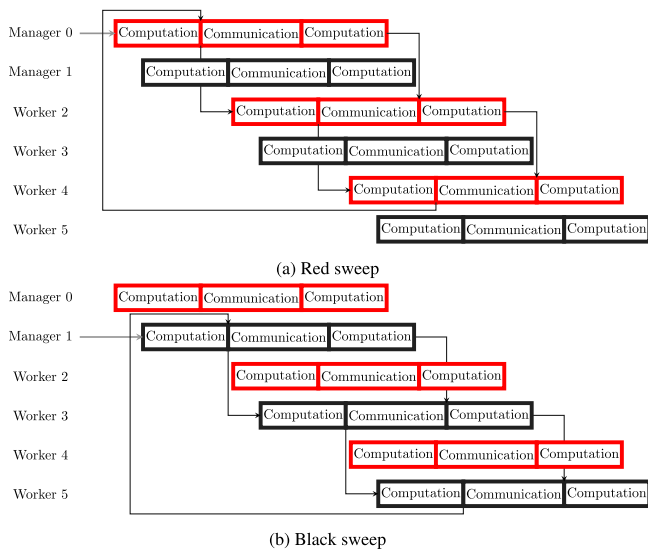 Manager 0 Computation Communication Computation
Manager 1 Computation Communication Computation
Worker 2 Computation Communication Computation
Worker 3 Computation Communication Computation
Worker 4 Computation Communication Computation
Worker 5 Computation Communication Computation
(a) Red sweep
Manager 0 Computation Communication Computation
Manager 1 Computation Communication Computation
Worker 2 Computation Communication Computation
Worker 3 Computation Communication Computation
Worker 4 Computation Communication Computation
Worker 5 Computation Communication Computation
(b) Black sweep